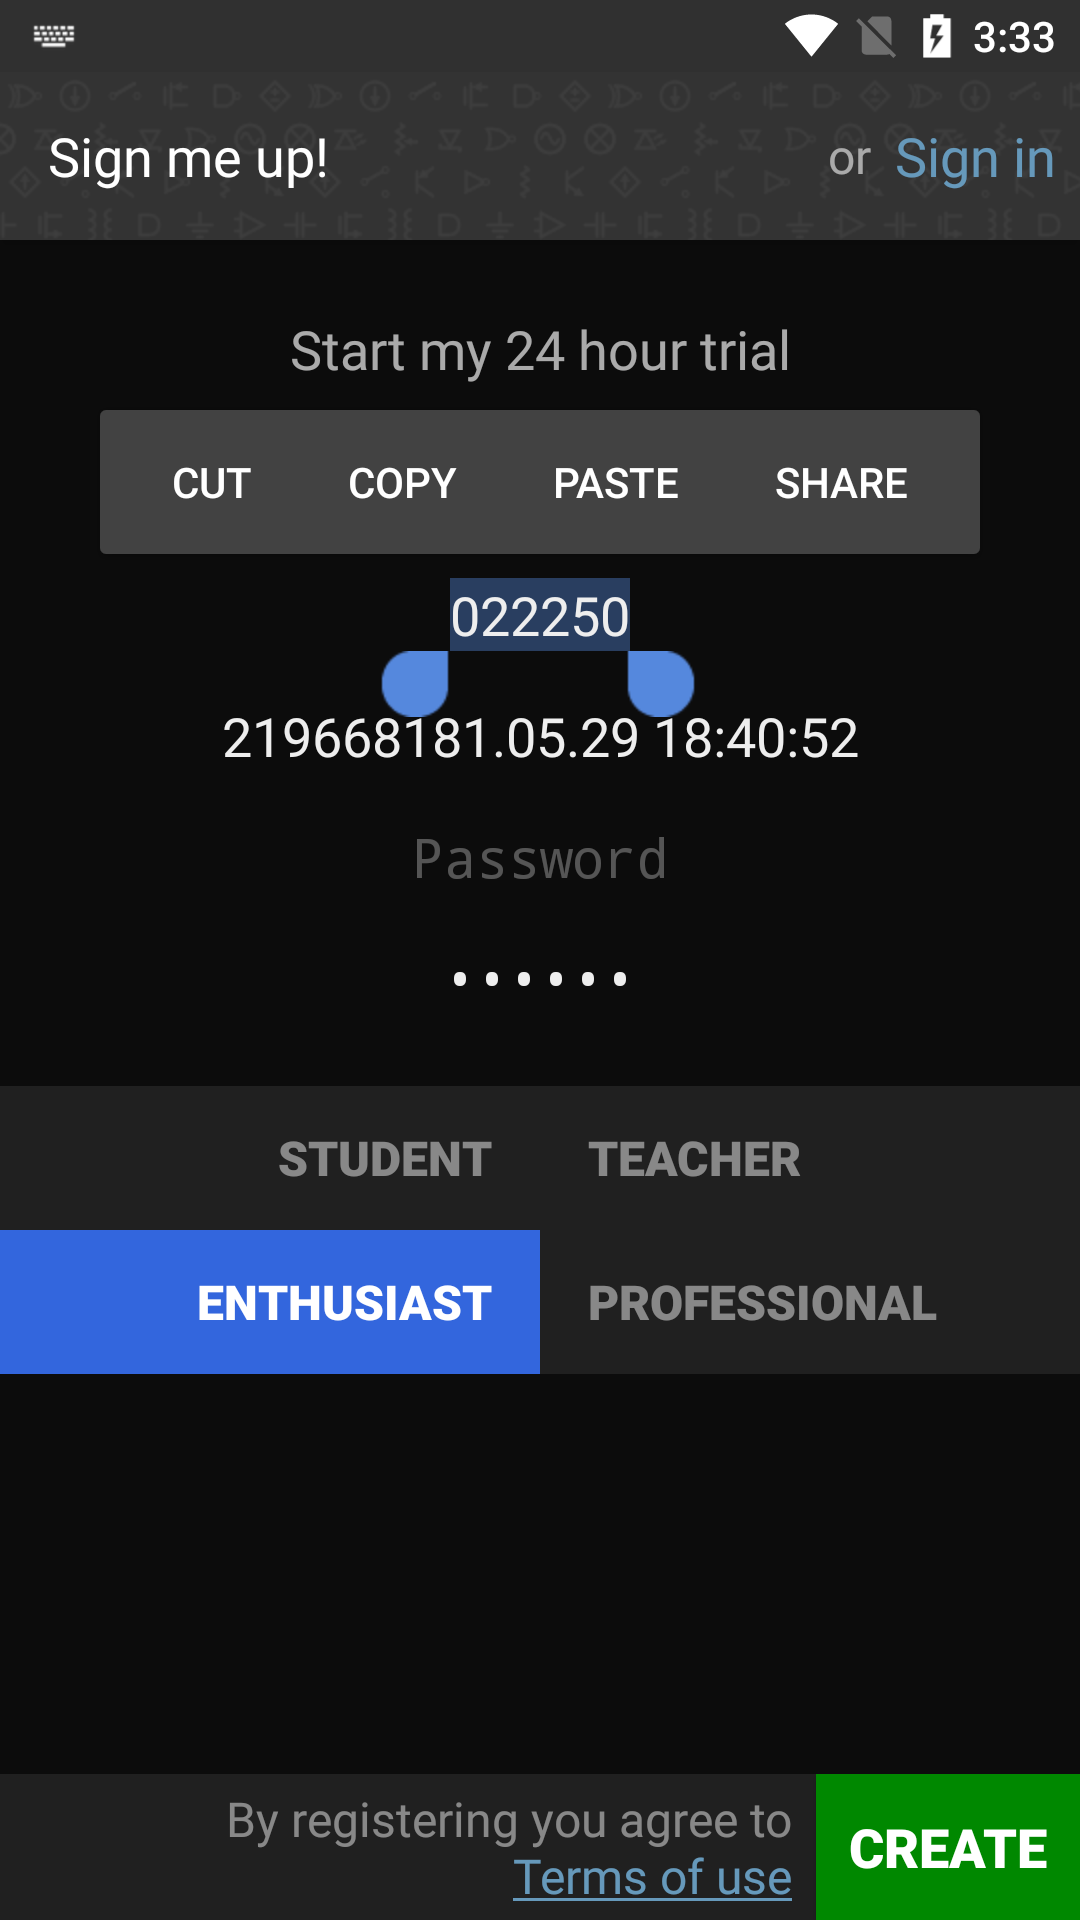 3:33
Sign me up! or Sign in
Start my 24 hour trial
CUT COPY PASTE SHARE
022250
219668181.05.29 18:40:52
Password
••••••
STUDENT TEACHER
ENTHUSIAST PROFESSIONAL
By registering you agree to
Terms of use
CREATE